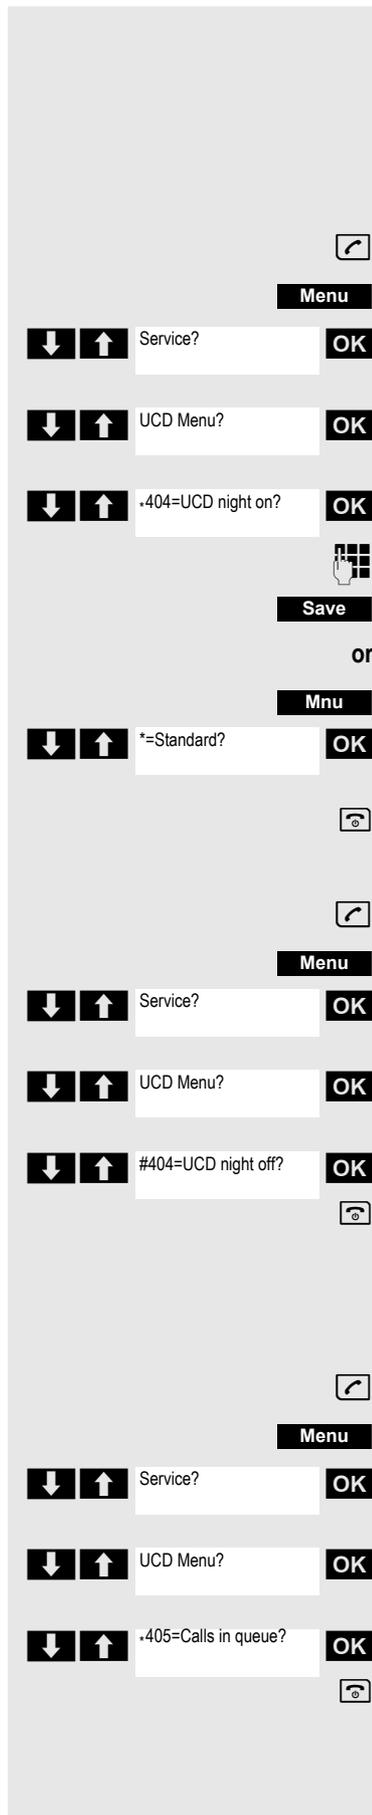 Menu
Service? OK
UCD Menu? OK
*404=UCD night on? OK
Save
or
Mnu
*=Standard? OK
Menu
Service? OK
UCD Menu? OK
#404=UCD night off? OK
Menu
Service? OK
UCD Menu? OK
*405=Calls in queue? OK